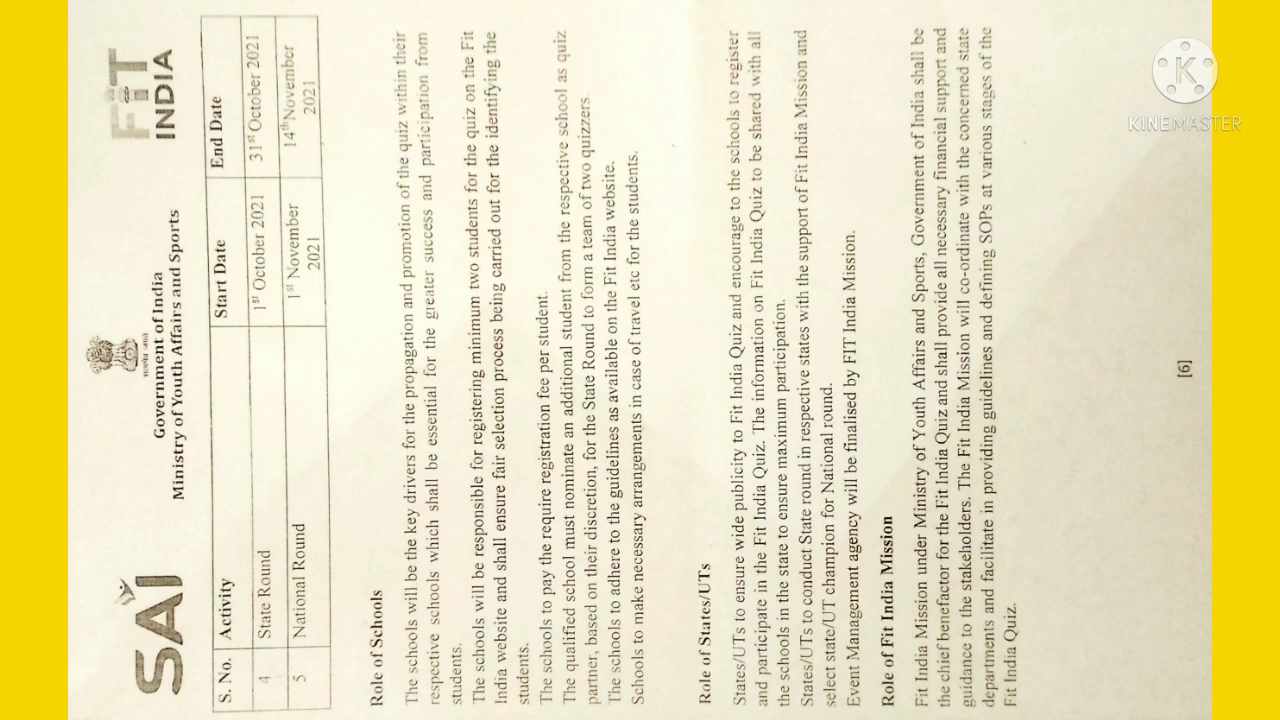 SAI
सत्यमेव जयते
Government of India
Ministry of Youth Affairs and Sports
FIT
INDIA
S. No. Activity Start Date End Date
4 State Round 1st October 2021 31st October 2021
5 National Round 1st November 2021 14th November 2021
Role of Schools
The schools will be the key drivers for the propagation and promotion of the quiz within their
respective schools which shall be essential for the greater success and participation from
students.
The schools will be responsible for registering minimum two students for the quiz on the Fit
India website and shall ensure fair selection process being carried out for the identifying the
students.
The schools to pay the require registration fee per student.
The qualified school must nominate an additional student from the respective school as quiz
partner, based on their discretion, for the State Round to form a team of two quizzers.
The schools to adhere to the guidelines as available on the Fit India website.
Schools to make necessary arrangements in case of travel etc for the students.
Role of States/UTs
States/UTs to ensure wide publicity to Fit India Quiz and encourage to the schools to register
and participate in the Fit India Quiz. The information on Fit India Quiz to be shared with all
the schools in the state to ensure maximum participation.
States/UTs to conduct State round in respective states with the support of Fit India Mission and
select state/UT champion for National round.
Event Management agency will be finalised by FIT India Mission.
Role of Fit India Mission
Fit India Mission under Ministry of Youth Affairs and Sports, Government of India shall be
the chief benefactor for the Fit India Quiz and shall provide all necessary financial support and
guidance to the stakeholders. The Fit India Mission will co-ordinate with the concerned state
departments and facilitate in providing guidelines and defining SOPs at various stages of the
Fit India Quiz.
[6]
K
KINEMASTER